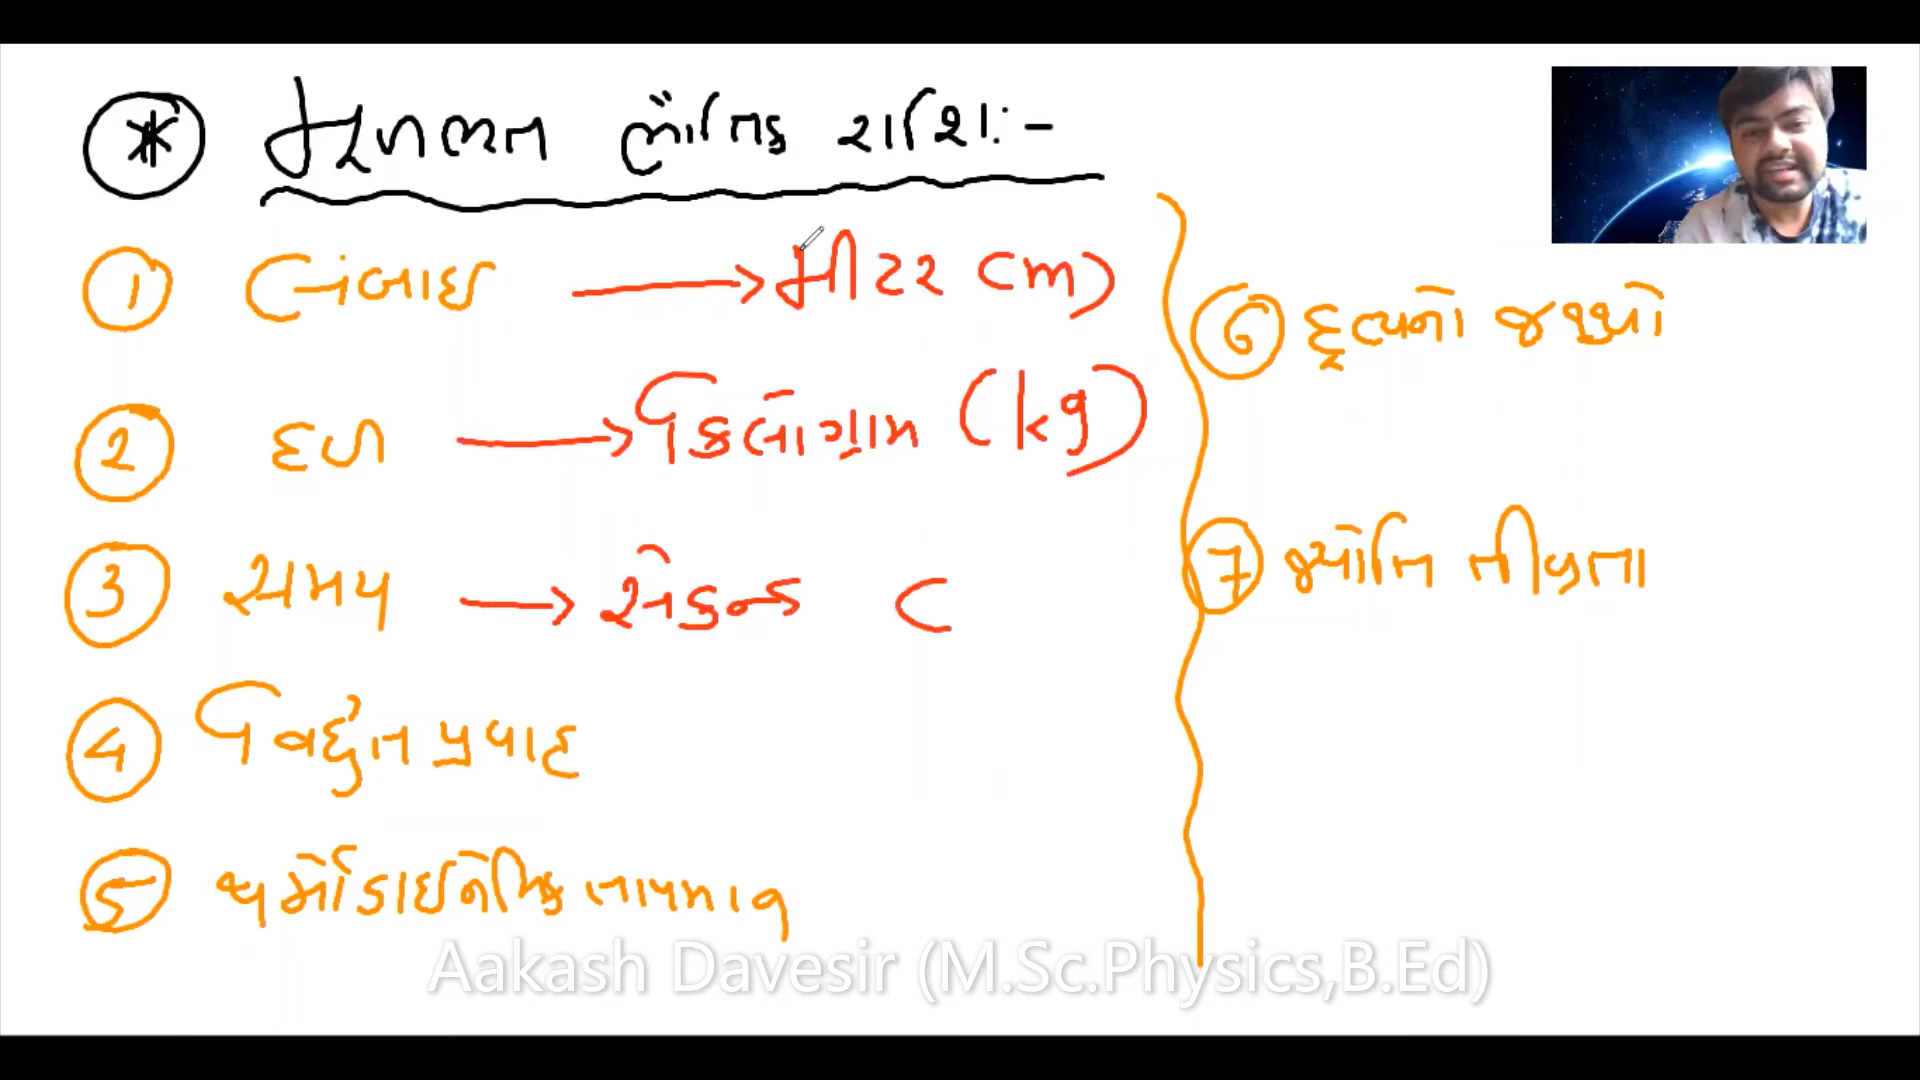 * મૂળભૂત ભૌતિક રાશિ :-
1 લંબાઇ → મીટર (m)
2 દળ → કિલોગ્રામ (kg)
3 સમય → સેકન્ડ (
4 વિદ્યુત પ્રવાહ
5 થર્મોડાઇનેમિક તાપમાન
6 દ્રવ્યનો જથ્થો
7 જ્યોતિ તીવ્રતા
Aakash Davesir (M.Sc.Physics,B.Ed)